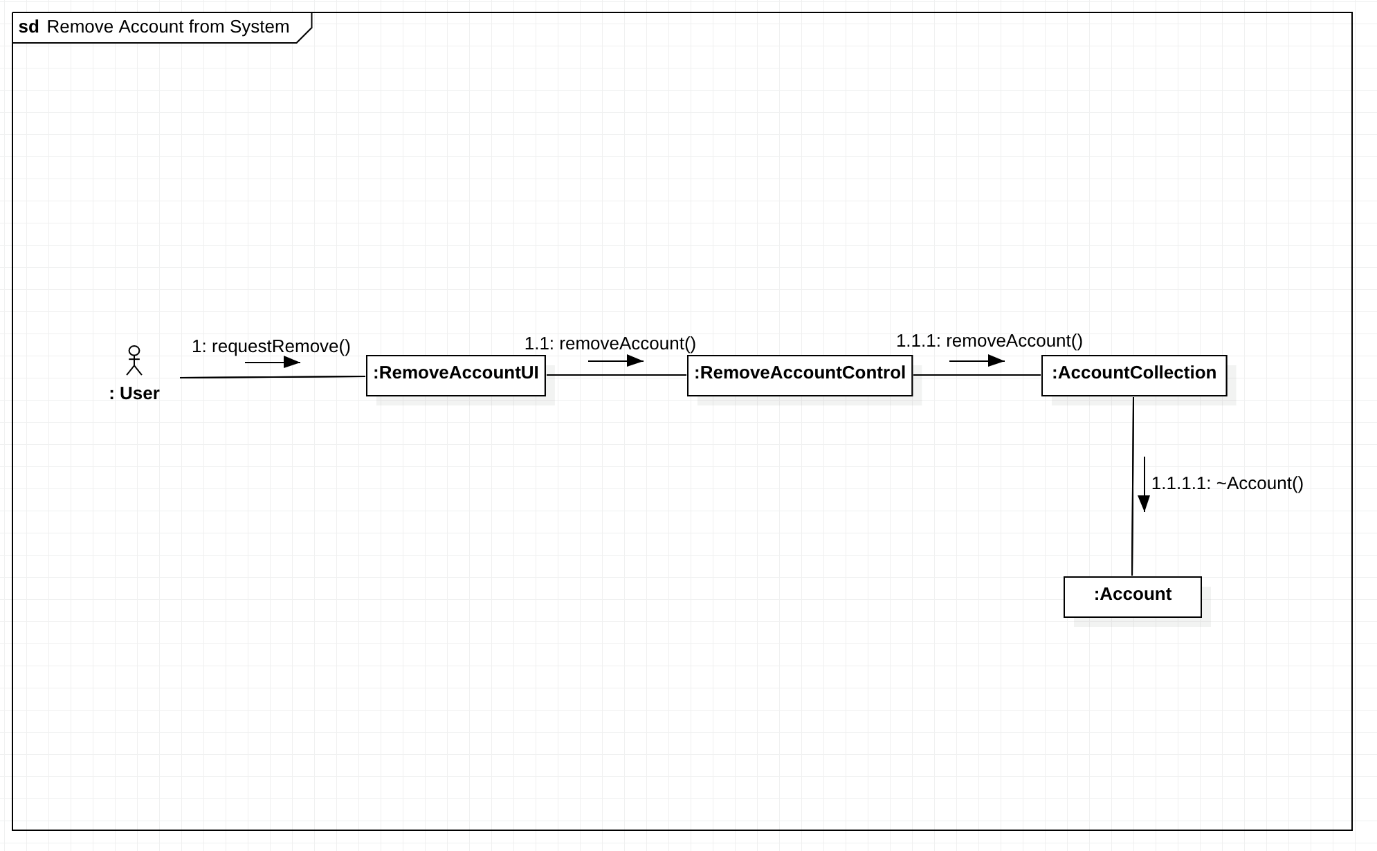 sd Remove Account from System
1: requestRemove()
1.1: removeAccount()
1.1.1: removeAccount()
: User
:RemoveAccountUI
:RemoveAccountControl
:AccountCollection
1.1.1.1: ~Account()
:Account